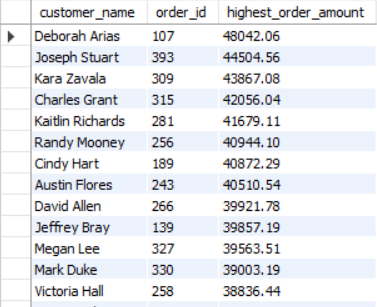 customer_name order_id highest_order_amount
Deborah Arias 107 48042.06
Joseph Stuart 393 44504.56
Kara Zavala 309 43867.08
Charles Grant 315 42056.04
Kaitlin Richards 281 41679.11
Randy Mooney 256 40944.10
Cindy Hart 189 40872.29
Austin Flores 243 40510.54
David Allen 266 39921.78
Jeffrey Bray 139 39857.19
Megan Lee 327 39563.51
Mark Duke 330 39003.19
Victoria Hall 258 38836.44